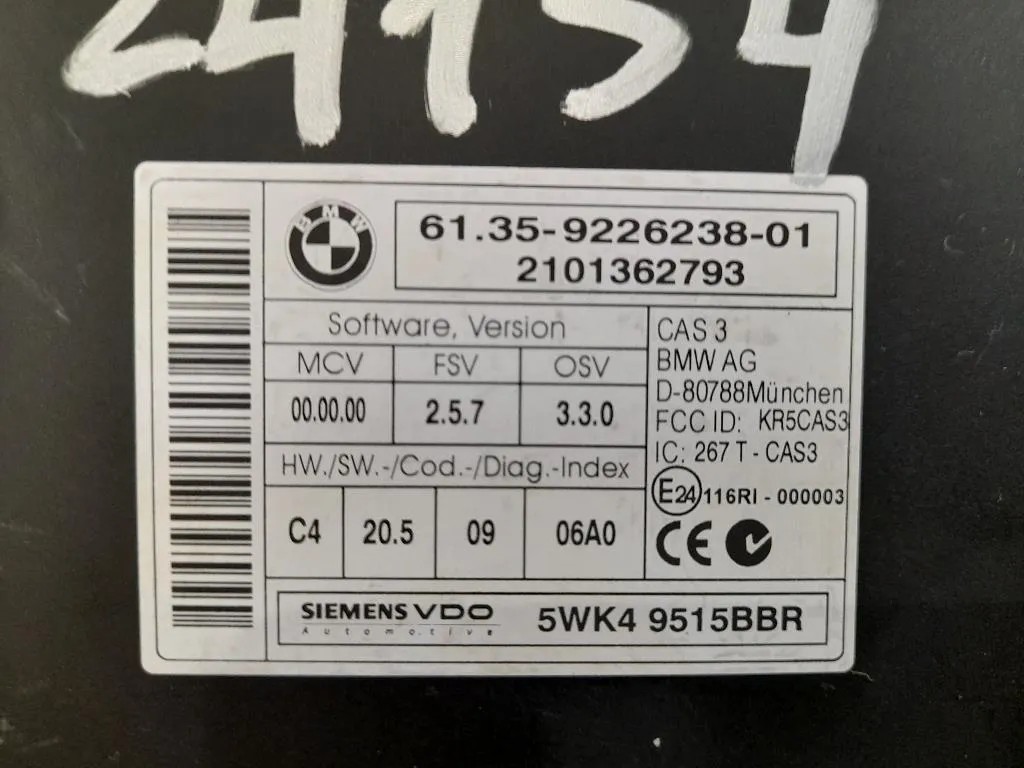 24954
BMW
61.35-9226238-01
2101362793
Software, Version
MCV FSV OSV
00.00.00 2.5.7 3.3.0
HW./SW.-/Cod.-/Diag.-Index
C4 20.5 09 06A0
CAS 3
BMW AG
D-80788München
FCC ID: KR5CAS3
IC: 267 T - CAS3
E24 116RI - 000003
CE
SIEMENS VDO
Automotive
5WK4 9515BBR